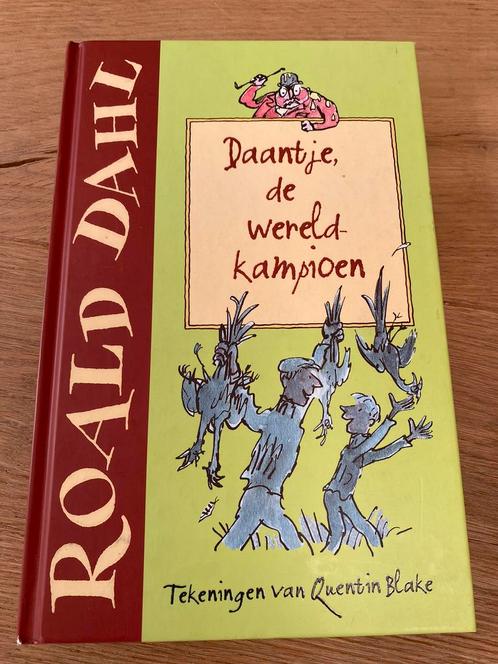 ROALD DAHL
Daantje,
de
wereld-
kampioen
Tekeningen van Quentin Blake